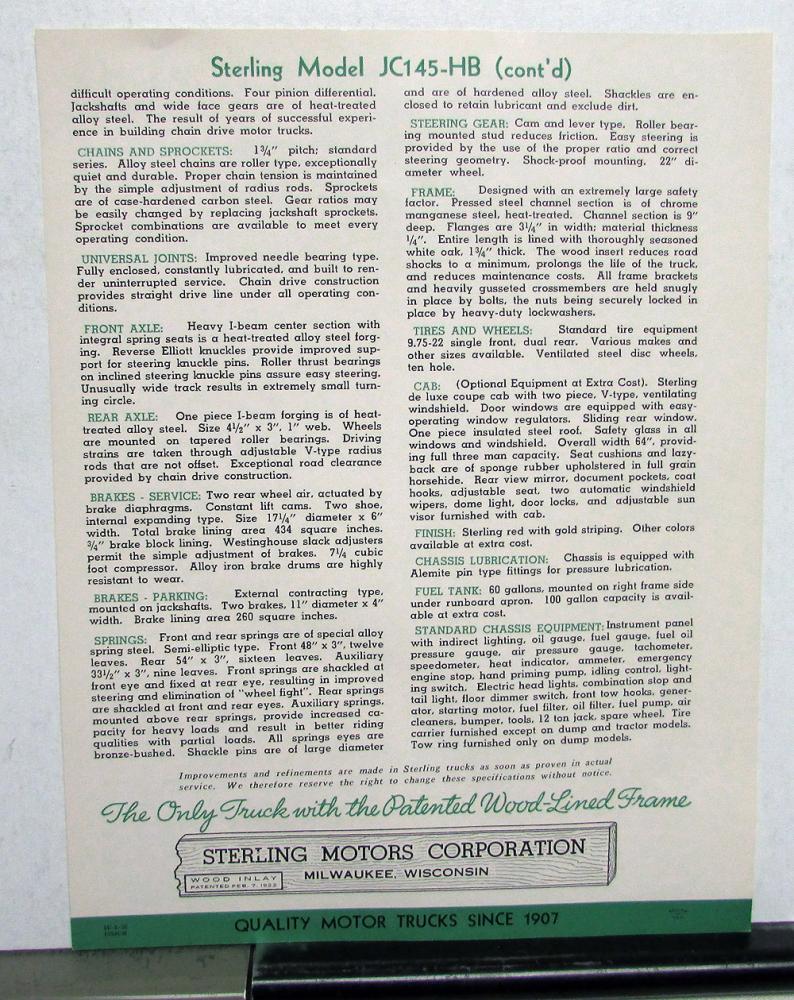 Sterling Model JC145-HB (cont'd)
difficult operating conditions. Four pinion differential.
Jackshafts and wide face gears are of heat-treated
alloy steel. The result of years of successful experi-
ence in building chain drive motor trucks.
CHAINS AND SPROCKETS: 1¾" pitch; standard
series. Alloy steel chains are roller type, exceptionally
quiet and durable. Proper chain tension is maintained
by the simple adjustment of radius rods. Sprockets
are of case-hardened carbon steel. Gear ratios may
be easily changed by replacing jackshaft sprockets.
Sprocket combinations are available to meet every
operating condition.
UNIVERSAL JOINTS: Improved needle bearing type.
Fully enclosed, constantly lubricated, and built to ren-
der uninterrupted service. Chain drive construction
provides straight drive line under all operating con-
ditions.
FRONT AXLE: Heavy I-beam center section with
integral spring seats is a heat-treated alloy steel forg-
ing. Reverse Elliott knuckles provide improved sup-
port for steering knuckle pins. Roller thrust bearings
on inclined steering knuckle pins assure easy steering.
Unusually wide track results in extremely small turn-
ing circle.
REAR AXLE: One piece I-beam forging is of heat-
treated alloy steel. Size 4½" x 3", 1" web. Wheels
are mounted on tapered roller bearings. Driving
strains are taken through adjustable V-type radius
rods that are not offset. Exceptional road clearance
provided by chain drive construction.
BRAKES - SERVICE: Two rear wheel air, actuated by
brake diaphragms. Constant lift cams. Two shoe,
internal expanding type. Size 17¼" diameter x 6"
width. Total brake lining area 434 square inches.
¾" brake block lining. Westinghouse slack adjusters
permit the simple adjustment of brakes. 7¼ cubic
foot compressor. Alloy iron brake drums are highly
resistant to wear.
BRAKES - PARKING: External contracting type,
mounted on jackshafts. Two brakes, 11" diameter x 4"
width. Brake lining area 260 square inches.
SPRINGS: Front and rear springs are of special alloy
spring steel. Semi-elliptic type. Front 48" x 3", twelve
leaves. Rear 54" x 3", sixteen leaves. Auxiliary
33½" x 3", nine leaves. Front springs are shackled at
front eye and fixed at rear eye, resulting in improved
steering and elimination of "wheel fight". Rear springs
are shackled at front and rear eyes. Auxiliary springs,
mounted above rear springs, provide increased ca-
pacity for heavy loads and result in better riding
qualities with partial loads. All springs eyes are
bronze-bushed. Shackle pins are of large diameter
and are of hardened alloy steel. Shackles are en-
closed to retain lubricant and exclude dirt.
STEERING GEAR: Cam and lever type. Roller bear-
ing mounted stud reduces friction. Easy steering is
provided by the use of the proper ratio and correct
steering geometry. Shock-proof mounting. 22" di-
ameter wheel.
FRAME: Designed with an extremely large safety
factor. Pressed steel channel section is of chrome
manganese steel, heat-treated. Channel section is 9"
deep. Flanges are 3¼" in width; material thickness
¼". Entire length is lined with thoroughly seasoned
white oak, 1¾" thick. The wood insert reduces road
shocks to a minimum, prolongs the life of the truck,
and reduces maintenance costs. All frame brackets
and heavily gusseted crossmembers are held snugly
in place by bolts, the nuts being securely locked in
place by heavy-duty lockwashers.
TIRES AND WHEELS: Standard tire equipment
9.75-22 single front, dual rear. Various makes and
other sizes available. Ventilated steel disc wheels,
ten hole.
CAB: (Optional Equipment at Extra Cost). Sterling
de luxe coupe cab with two piece, V-type, ventilating
windshield. Door windows are equipped with easy-
operating window regulators. Sliding rear window.
One piece insulated steel roof. Safety glass in all
windows and windshield. Overall width 64", provid-
ing full three man capacity. Seat cushions and lazy-
back are of sponge rubber upholstered in full grain
horsehide. Rear view mirror, document pockets, coat
hooks, adjustable seat, two automatic windshield
wipers, dome light, door locks, and adjustable sun
visor furnished with cab.
FINISH: Sterling red with gold striping. Other colors
available at extra cost.
CHASSIS LUBRICATION: Chassis is equipped with
Alemite pin type fittings for pressure lubrication.
FUEL TANK: 60 gallons, mounted on right frame side
under runboard apron. 100 gallon capacity is avail-
able at extra cost.
STANDARD CHASSIS EQUIPMENT: Instrument panel
with indirect lighting, oil gauge, fuel gauge, fuel oil
pressure gauge, air pressure gauge, tachometer,
speedometer, heat indicator, ammeter, emergency
engine stop, hand priming pump, idling control, light-
ing switch. Electric head lights, combination stop and
tail light, floor dimmer switch, front tow hooks, gener-
ator, starting motor, fuel filter, oil filter, fuel pump, air
cleaners, bumper, tools, 12 ton jack, spare wheel. Tire
carrier furnished except on dump and tractor models.
Tow ring furnished only on dump models.
Improvements and refinements are made in Sterling trucks as soon as proven in actual
service. We therefore reserve the right to change these specifications without notice.
The Only Truck with the Patented Wood-Lined Frame
STERLING MOTORS CORPORATION
MILWAUKEE, WISCONSIN
WOOD INLAY
PATENTED FEB. 7, 1922
QUALITY MOTOR TRUCKS SINCE 1907